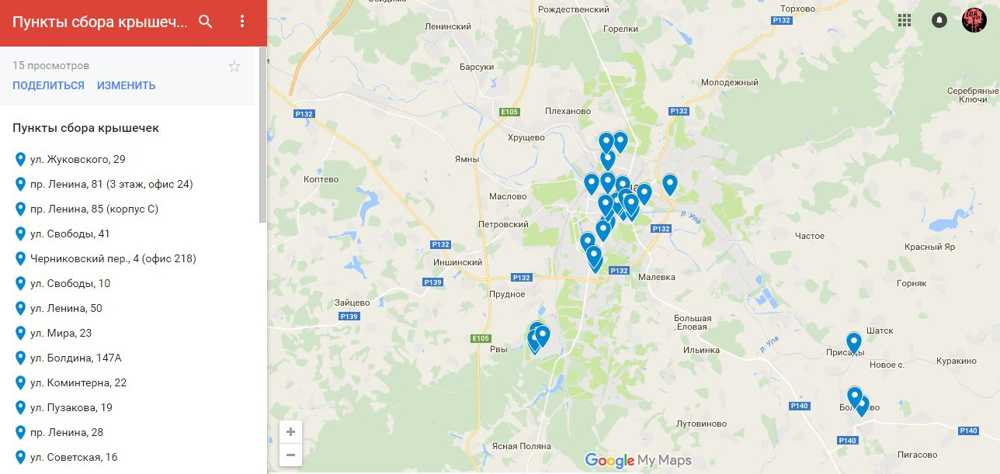 Пункты сбора крышеч...
15 просмотров
ПОДЕЛИТЬСЯ ИЗМЕНИТЬ
Пункты сбора крышечек
ул. Жуковского, 29
пр. Ленина, 81 (3 этаж, офис 24)
пр. Ленина, 85 (корпус С)
ул. Свободы, 41
Черниковский пер., 4 (офис 218)
ул. Свободы, 10
ул. Ленина, 50
ул. Мира, 23
ул. Болдина, 147А
ул. Коминтерна, 22
ул. Пузакова, 19
пр. Ленина, 28
ул. Советская, 16
Рождественский
Торхово
P132
Ленинский
Горелки
Барсуки
Молодежный
Серебряные
Ключи
P132
E105
Плеханово
P132
Хрущево
Ямны
Коптево
Маслово
р. Упа
Петровский
P132
Частое
P132
Красный Яр
Иншинский
P132
P132
Малевка
P139
Горняк
Прудное
Зайцево
P139
Большая
Еловая
Шатск
E105
р. Упа
Рвы
Ильинка
Присады
Новое с.
Куракино
P140
Лутовиново
P140
P140
Ясная Поляна
Пигасово
Google My Maps